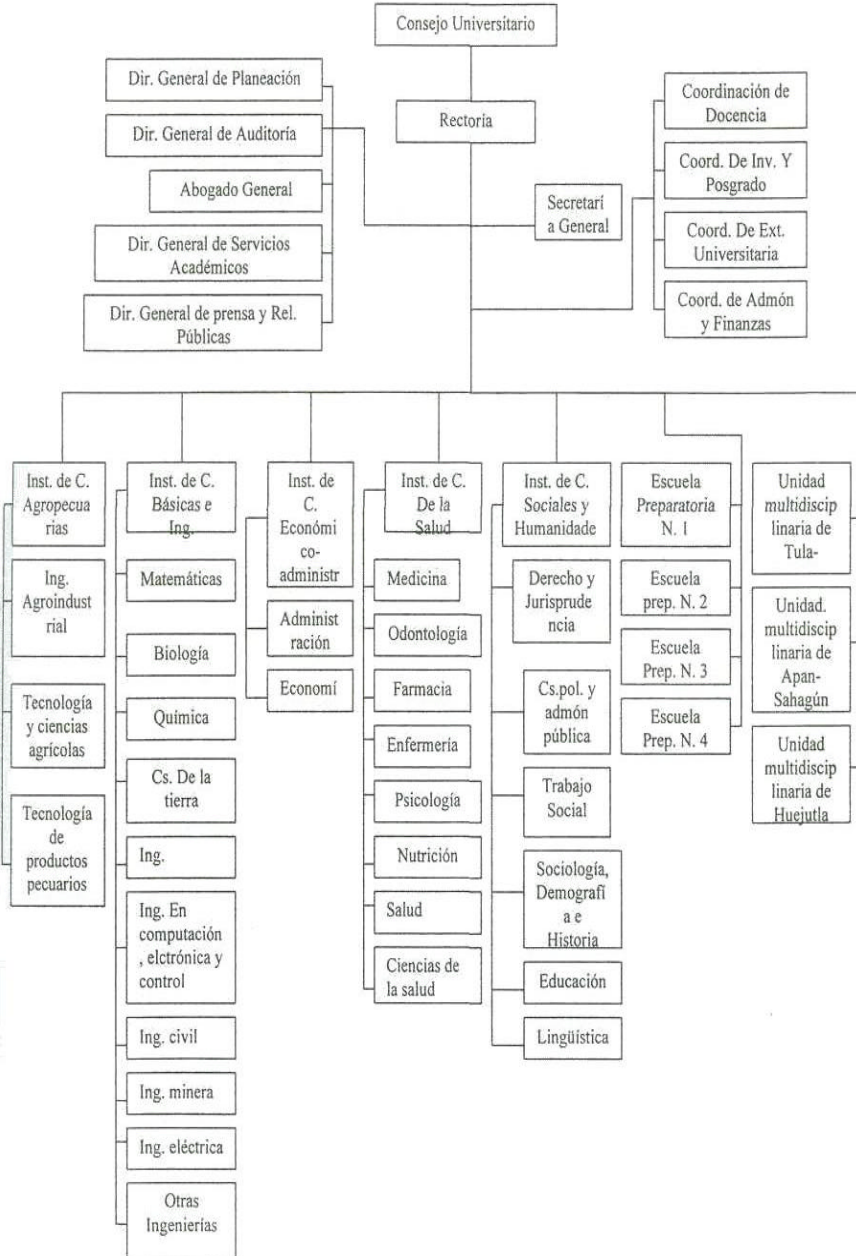 Consejo Universitario
Dir. General de Planeación
Rectoría
Coordinación de
Docencia
Dir. General de Auditoría
Coord. De Inv. Y
Posgrado
Abogado General
Secretarí
a General
Coord. De Ext.
Universitaria
Dir. General de Servicios
Académicos
Coord. de Admón
y Finanzas
Dir. General de prensa y Rel.
Públicas
Inst. de C.
Agropecua
rias
Ing.
Agroindust
rial
Tecnología
y ciencias
agrícolas
Tecnología
de
productos
pecuarios
Inst. de C.
Básicas e
Ing.
Matemáticas
Biología
Química
Cs. De la
tierra
Ing.
Ing. En
computación
, elctrónica y
control
Ing. civil
Ing. minera
Ing. eléctrica
Otras
Ingenierías
Inst. de
C.
Económi
co-
administr
Administ
ración
Economí
Inst. de C.
De la
Salud
Medicina
Odontología
Farmacia
Enfermería
Psicología
Nutrición
Salud
Ciencias de
la salud
Inst. de C.
Sociales y
Humanidade
Derecho y
Jurisprude
ncia
Cs.pol. y
admón
pública
Trabajo
Social
Sociología,
Demografí
a e
Historia
Educación
Lingüística
Escuela
Preparatoria
N. 1
Escuela
prep. N. 2
Escuela
Prep. N. 3
Escuela
Prep. N. 4
Unidad
multidiscip
linaria de
Tula-
Unidad.
multidiscip
linaria de
Apan-
Sahagún
Unidad
multidiscip
linaria de
Huejutla